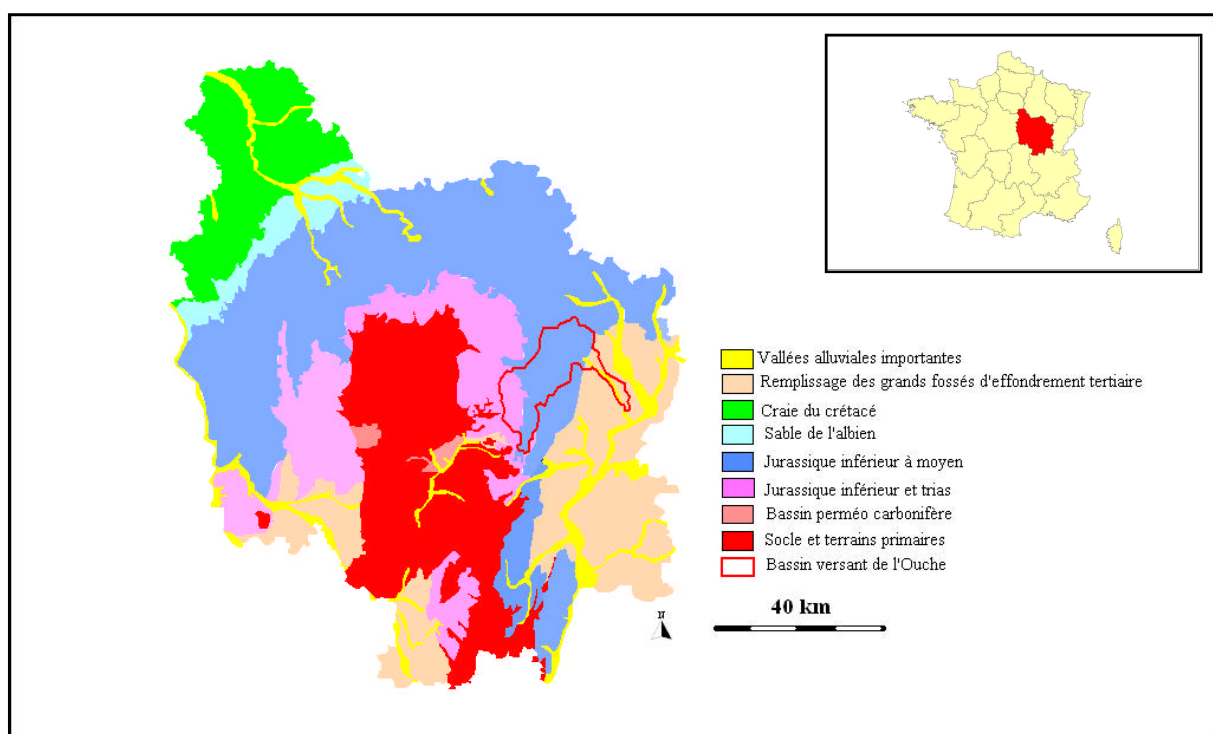 Vallées alluviales importantes
Remplissage des grands fossés d'effondrement tertiaire
Craie du crétacé
Sable de l'albien
Jurassique inférieur à moyen
Jurassique inférieur et trias
Bassin perméo carbonifère
Socle et terrains primaires
Bassin versant de l'Ouche
N
40 km